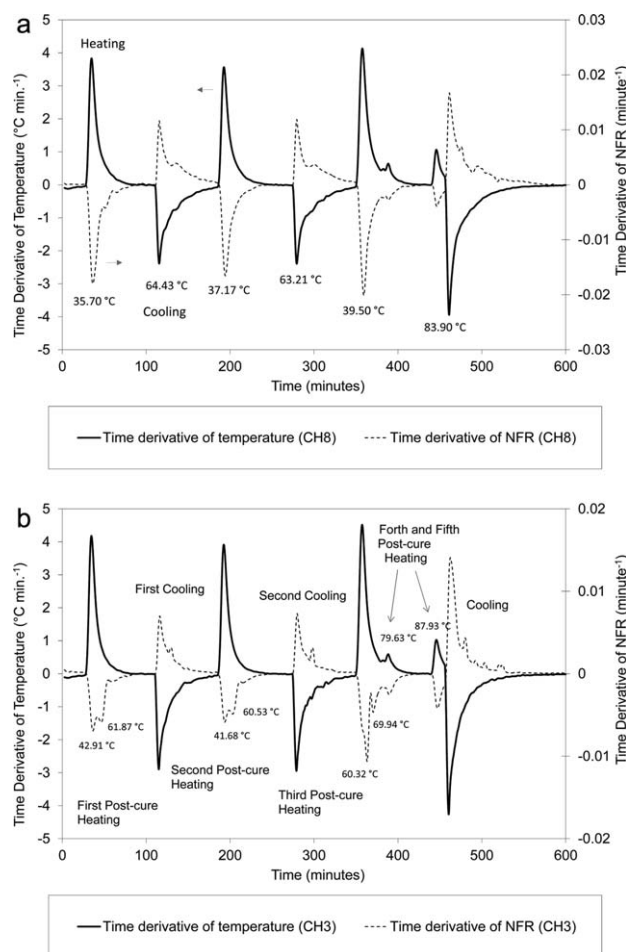 a
Time Derivative of Temperature (°C min.⁻¹)
5
4
3
2
1
0
-1
-2
-3
-4
-5
Time Derivative of NFR (minute⁻¹)
0.03
0.02
0.01
0
-0.01
-0.02
-0.03
Heating
35.70 °C
64.43 °C
Cooling
37.17 °C
63.21 °C
39.50 °C
83.90 °C
0 100 200 300 400 500 600
Time (minutes)
Time derivative of temperature (CH8) Time derivative of NFR (CH8)
b
Time Derivative of Temperature (°C min.⁻¹)
5
4
3
2
1
0
-1
-2
-3
-4
-5
Time Derivative of NFR (minute⁻¹)
0.02
0.01
0
-0.01
-0.02
Forth and Fifth
Post-cure
Heating
First Cooling
Second Cooling
Cooling
79.63 °C
87.93 °C
42.91 °C
61.87 °C
41.68 °C
60.53 °C
60.32 °C
69.94 °C
First Post-cure
Heating
Second Post-cure
Heating
Third Post-cure
Heating
0 100 200 300 400 500 600
Time (minutes)
Time derivative of temperature (CH3) Time derivative of NFR (CH3)